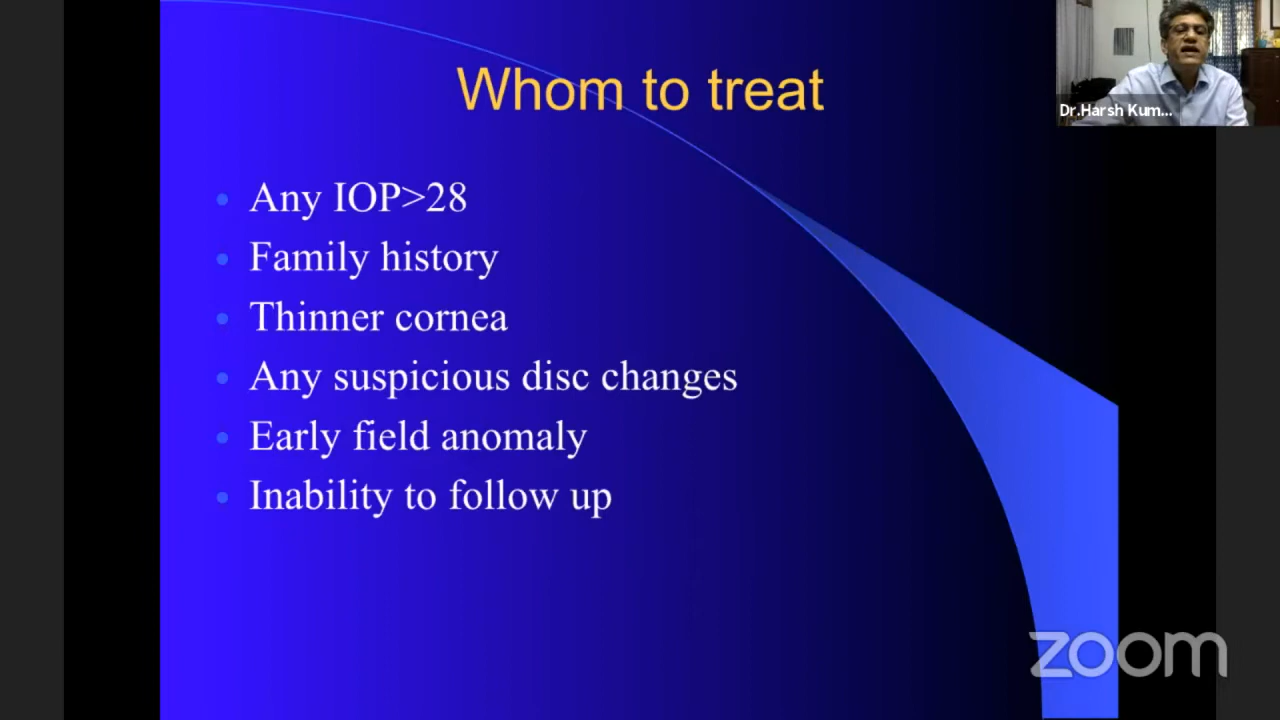 Whom to treat
Dr.Harsh Kum...
Any IOP>28
Family history
Thinner cornea
Any suspicious disc changes
Early field anomaly
Inability to follow up
zoom